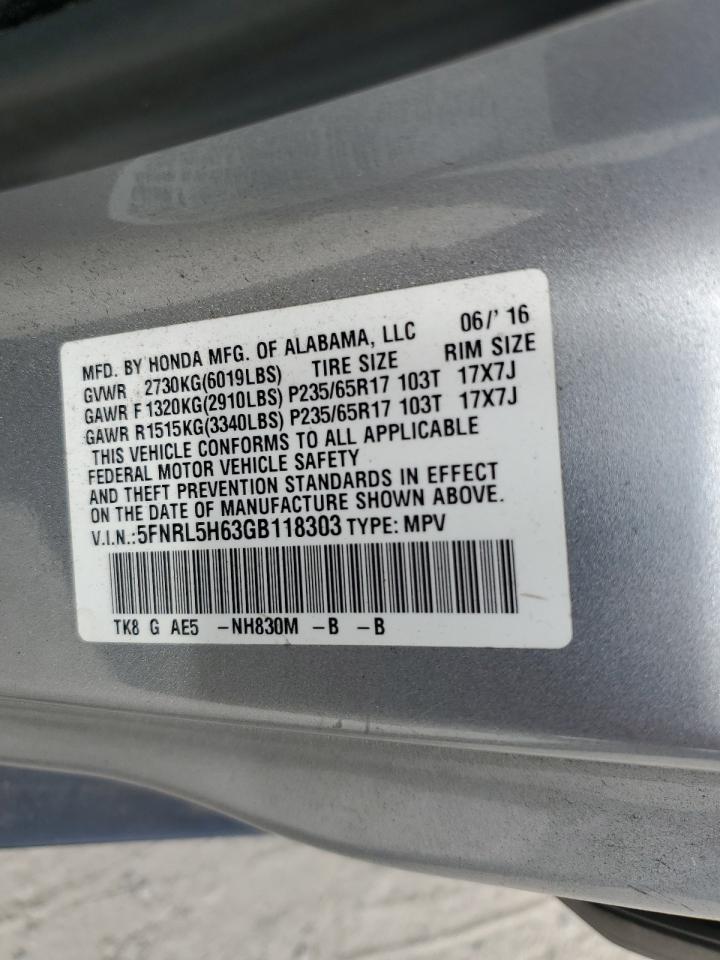 MFD. BY HONDA MFG. OF ALABAMA, LLC 06/'16
GVWR 2730KG(6019LBS) TIRE SIZE RIM SIZE
GAWR F1320KG(2910LBS) P235/65R17 103T 17X7J
GAWR R1515KG(3340LBS) P235/65R17 103T 17X7J
THIS VEHICLE CONFORMS TO ALL APPLICABLE
FEDERAL MOTOR VEHICLE SAFETY
AND THEFT PREVENTION STANDARDS IN EFFECT
ON THE DATE OF MANUFACTURE SHOWN ABOVE.
V.I.N.:5FNRL5H63GB118303 TYPE: MPV
TK8 G AE5 -NH830M -B -B